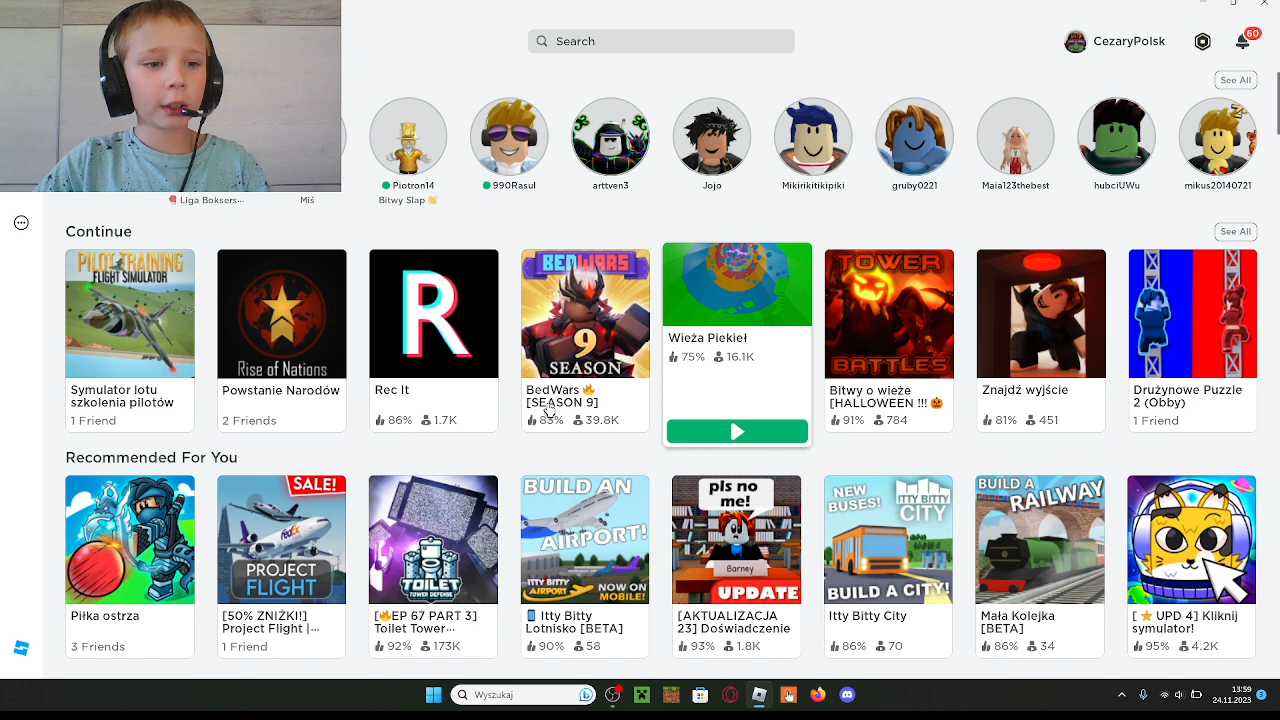 Search
CezaryPolsk
60
See All
Piotron14
990Rasul
arttven3
Jojo
Mikirikitikipiki
gruby0221
Maia123thebest
hubciUWu
mikus20140721
Liga Boksers...
Miś
Bitwy Slap
Continue
See All
PILOT TRAINING
FLIGHT SIMULATOR
Rise of Nations
R
BEDWARS
9
SEASON
TOWER
BATTLES
Symulator lotu
szkolenia pilotów
1 Friend
Powstanie Narodów
2 Friends
Rec It
86% 1.7K
BedWars 🔥
[SEASON 9]
83% 39.8K
Wieża Piekieł
75% 16.1K
Bitwy o wieże
[HALLOWEEN !!! 🎃
91% 784
Znajdź wyjście
81% 451
Drużynowe Puzzle
2 (Obby)
1 Friend
Recommended For You
SALE!
FedEx
PROJECT
FLIGHT
TOILET
TOWER DEFENSE
BUILD AN
AIRPORT!
ITTY BITTY
AIRPORT
NOW ON
MOBILE!
pls no
me!
Barney
UPDATE
NEW
BUSES!
ITTY BITTY
CITY
BUILD A CITY!
BUILD A
RAILWAY
Piłka ostrza
3 Friends
[50% ZNIŻKI!]
Project Flight |...
1 Friend
[🔥EP 67 PART 3]
Toilet Tower...
92% 173K
📱 Itty Bitty
Lotnisko [BETA]
90% 58
[AKTUALIZACJA
23] Doświadczenie
93% 1.8K
Itty Bitty City
86% 70
Mała Kolejka
[BETA]
86% 34
[ ⭐ UPD 4] Kliknij
symulator!
95% 4.2K
Wyszukaj
13:59
24.11.2023
3